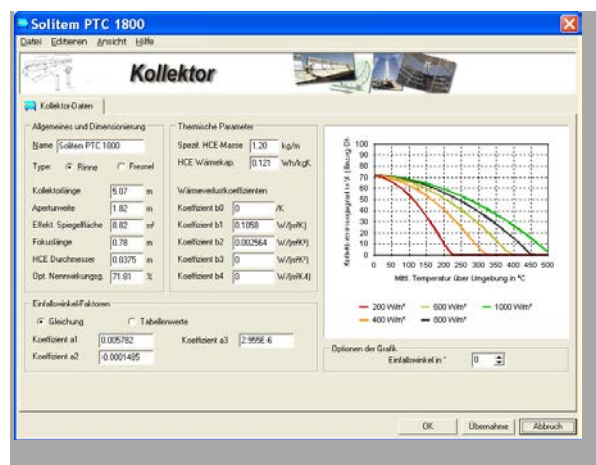 Solitem PTC 1800
Datei Editieren Ansicht Hilfe
Kollektor
Kollektor-Daten
Allgemeines und Dimensionierung
Name Solitem PTC 1800
Type: Rinne Fresnel
Kollektorlänge 5.07 m
Aperturweite 1.82 m
Effekt. Spiegelfläche 8.82 m²
Fokuslänge 0.78 m
HCE Durchmesser 0.0375 m
Opt. Nennwirkungsg. 71.81 %
Thermische Parameter
Spezif. HCE Masse 1.20 kg/m
HCE Wärmekap. 0.121 Wh/kgK
Wärmeverlustkoeffizienten
Koeffizient b0 0 /K
Koeffizient b1 0.1058 W/(m²K)
Koeffizient b2 0.002564 W/(m²K²)
Koeffizient b3 0 W/(m²K³)
Koeffizient b4 0 W/(m²K4)
Einfallswinkel-Faktoren
Gleichung Tabellenwerte
Koeffizient a1 0.005782
Koeffizient a2 -0.0001485
Koeffizient a3 2.955E-6
100
90
80
70
60
50
40
30
20
10
0
0 50 100 150 200 250 300 350 400 450 500
Mittl. Temperatur über Umgebung in °C
200 W/m² 600 W/m² 1000 W/m²
400 W/m² 800 W/m²
Optionen der Grafik
Einfallswinkel in ° 0
OK Übernahme Abbruch